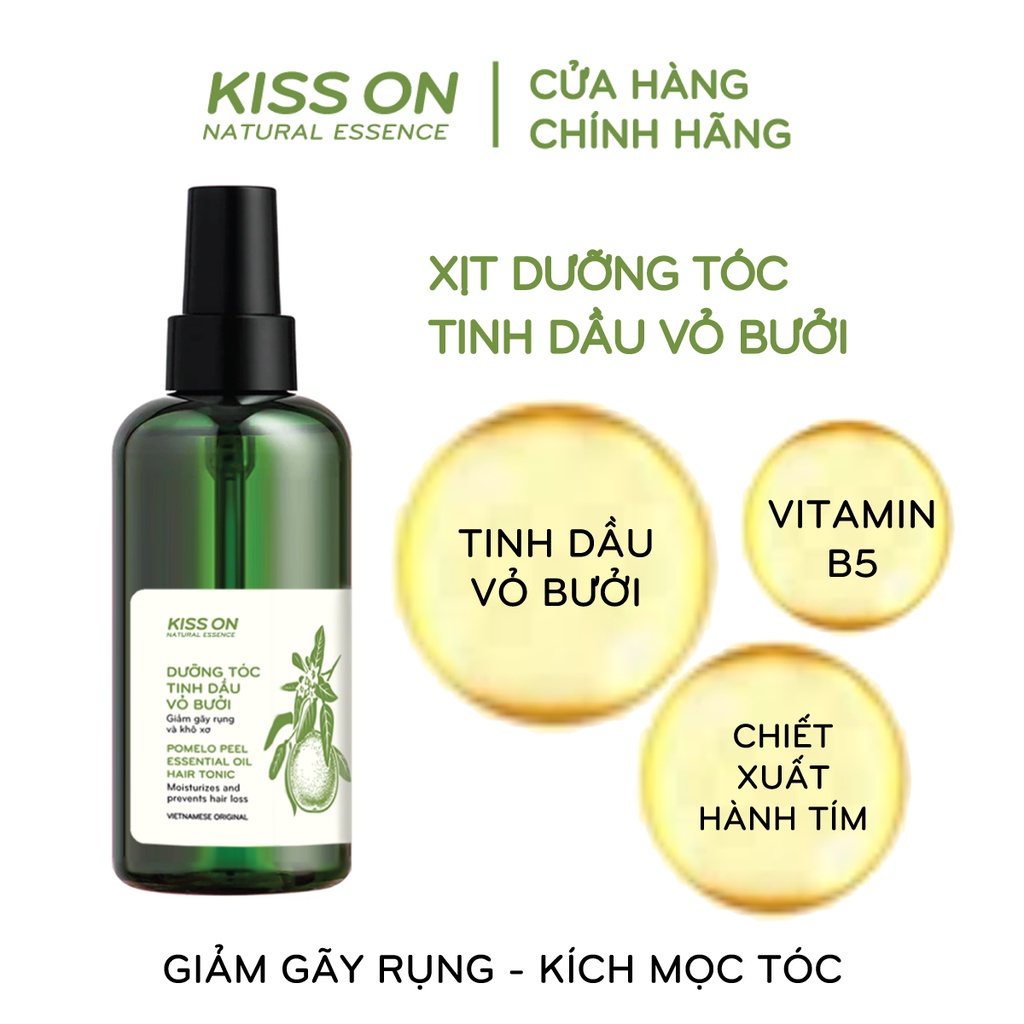 KISS ON
NATURAL ESSENCE
CỬA HÀNG
CHÍNH HÃNG
XỊT DƯỠNG TÓC
TINH DẦU VỎ BƯỞI
TINH DẦU
VỎ BƯỞI
VITAMIN
B5
CHIẾT
XUẤT
HÀNH TÍM
KISS ON
NATURAL ESSENCE
DƯỠNG TÓC
TINH DẦU
VỎ BƯỞI
Giảm gãy rụng
và khô xơ
POMELO PEEL
ESSENTIAL OIL
HAIR TONIC
Moisturizes and
prevents hair loss
VIETNAMESE ORIGINAL
GIẢM GÃY RỤNG - KÍCH MỌC TÓC